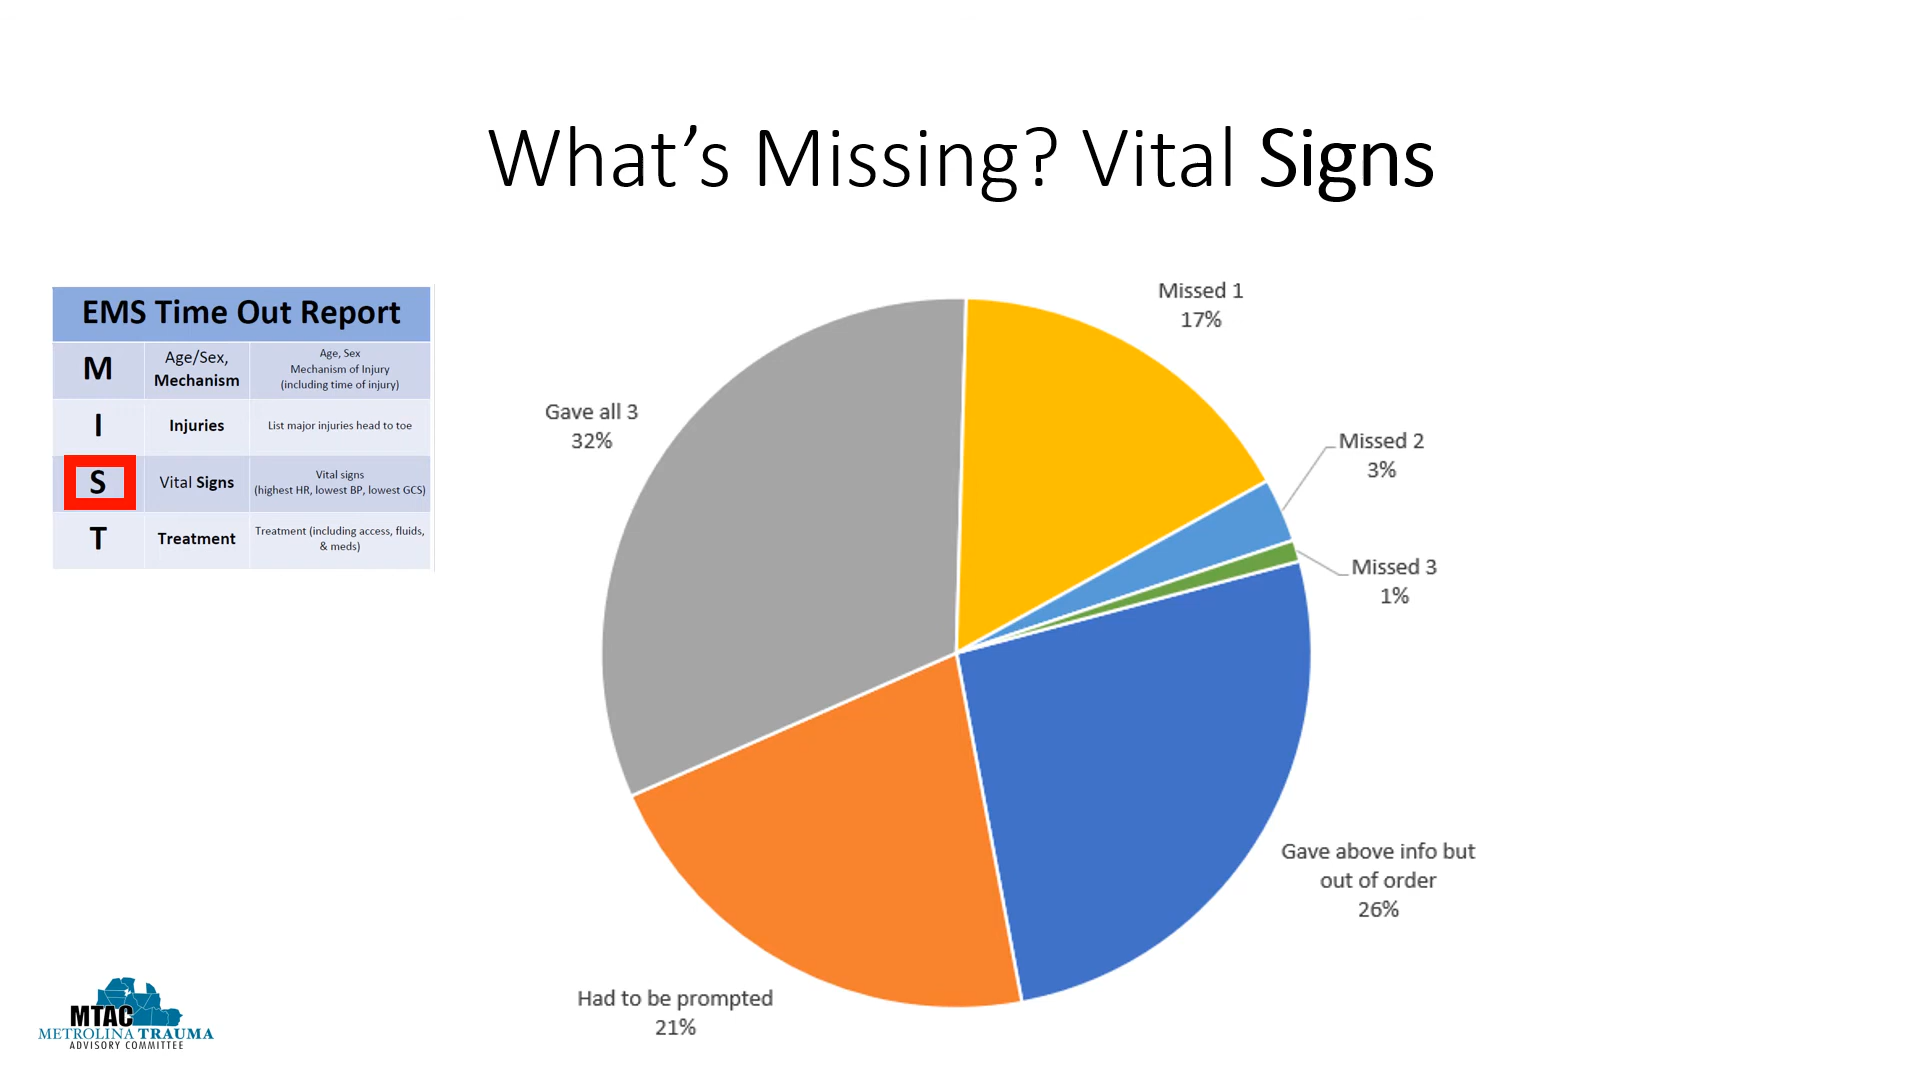 What's Missing? Vital Signs
EMS Time Out Report
M
Age/Sex,
Mechanism
Age, Sex
Mechanism of Injury
(including time of injury)
I
Injuries
List major injuries head to toe
S
Vital Signs
Vital signs
(highest HR, lowest BP, lowest GCS)
T
Treatment
Treatment (including access, fluids,
& meds)
Missed 1
17%
Gave all 3
32%
Missed 2
3%
Missed 3
1%
Gave above info but
out of order
26%
Had to be prompted
21%
MTAC
METROLINA TRAUMA
ADVISORY COMMITTEE